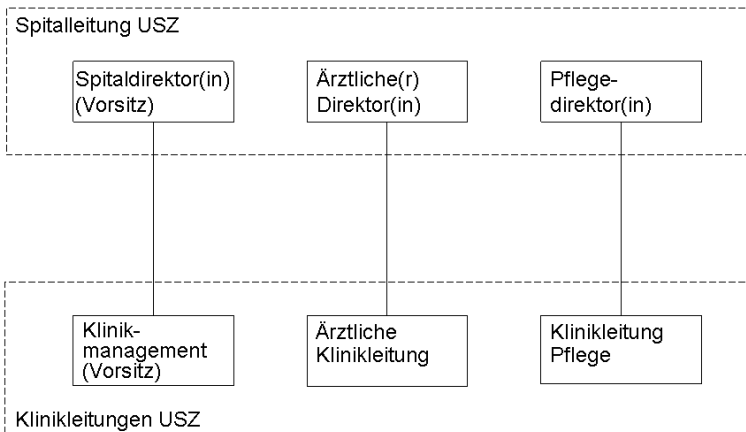 Spitalleitung USZ
Spitaldirektor(in)
(Vorsitz)
Ärztliche(r)
Direktor(in)
Pflege-
direktor(in)
Klinik-
management
(Vorsitz)
Ärztliche
Klinikleitung
Klinikleitung
Pflege
Klinikleitungen USZ